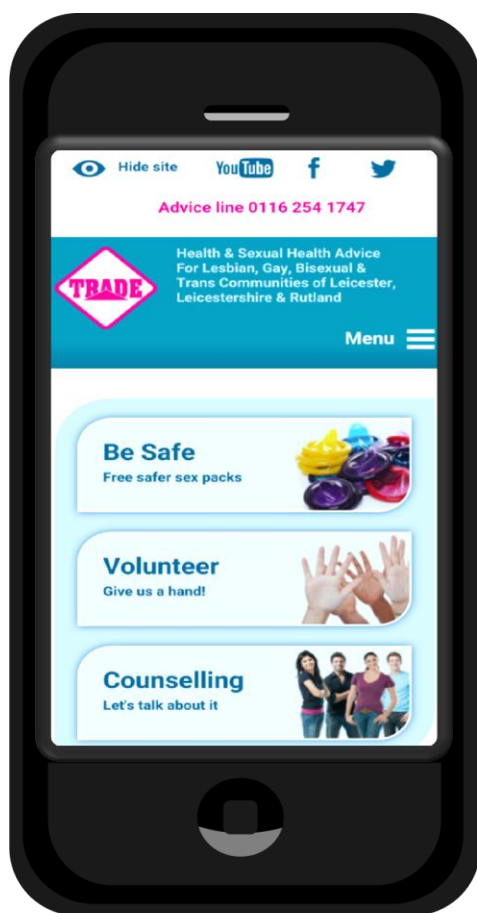 Hide site
YouTube
f
Advice line 0116 254 1747
TRADE
Health & Sexual Health Advice
For Lesbian, Gay, Bisexual &
Trans Communities of Leicester,
Leicestershire & Rutland
Menu
Be Safe
Free safer sex packs
Volunteer
Give us a hand!
Counselling
Let's talk about it